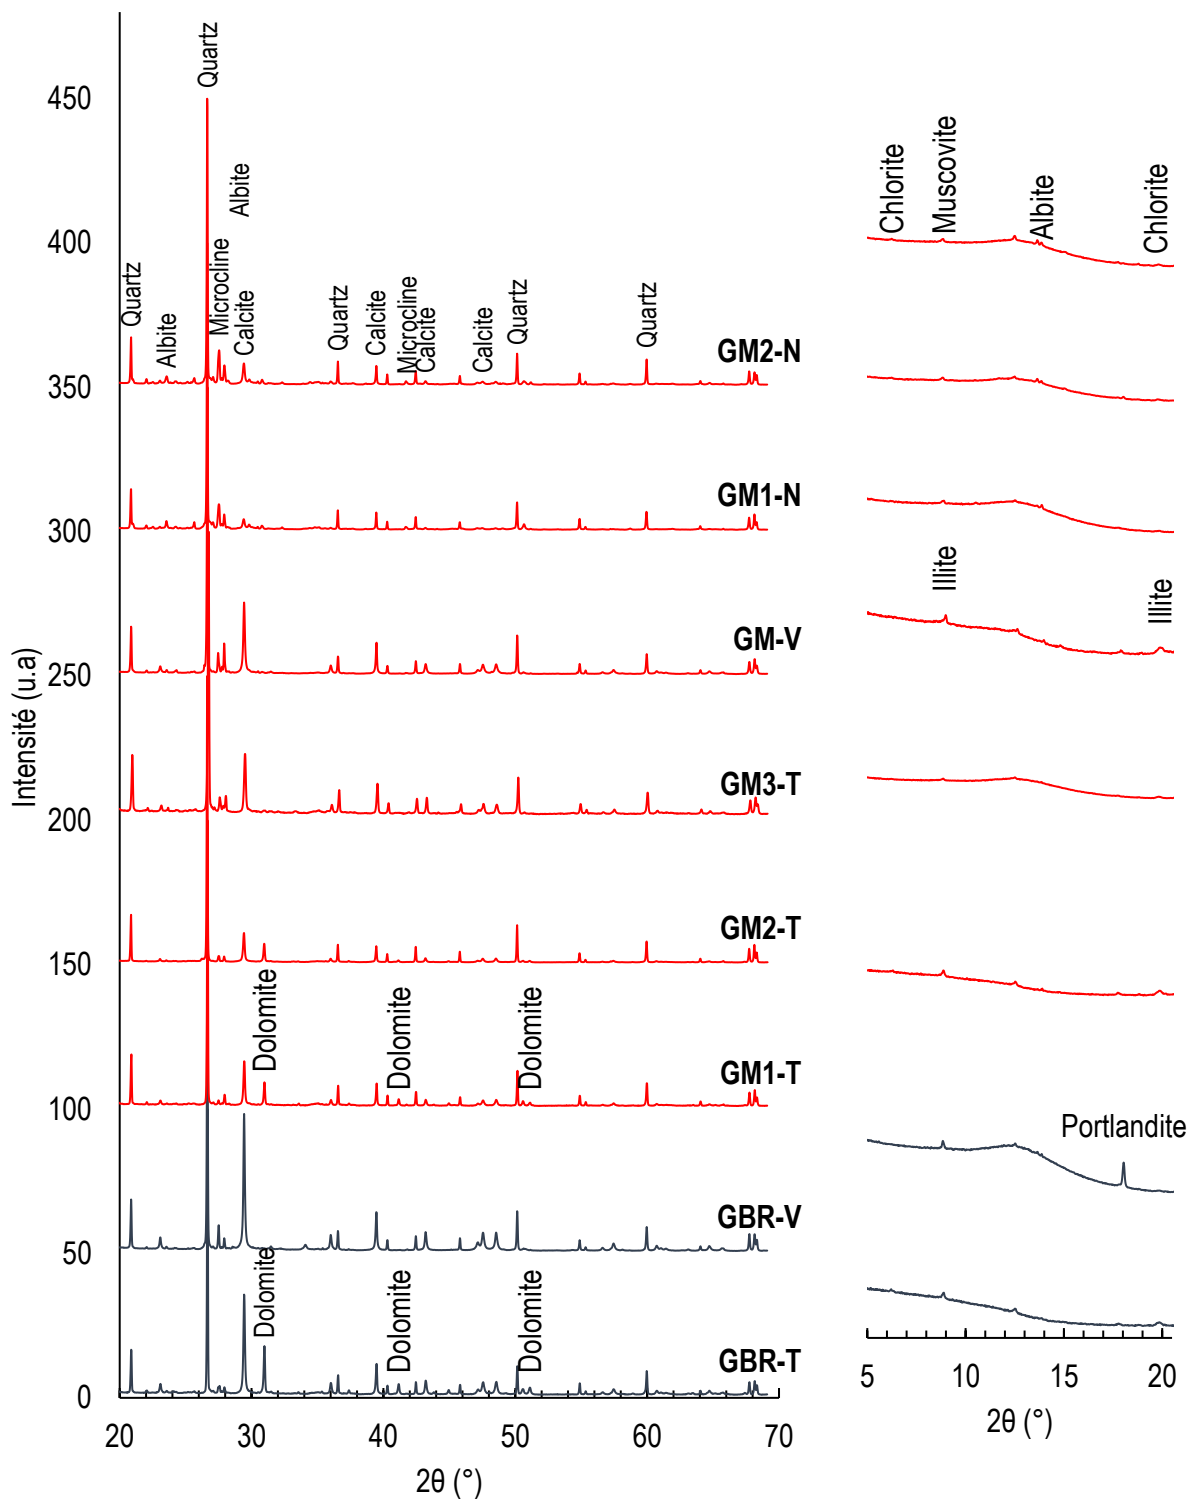 Quartz
450
Albite
Chlorite
Muscovite
Albite
Chlorite
400
Quartz
Albite
Microcline
Calcite
Quartz
Calcite
Microcline
Calcite
Calcite
Quartz
Quartz
GM2-N
350
GM1-N
300
Illite
Illite
GM-V
250
Intensité (u.a)
GM3-T
200
GM2-T
150
Dolomite
Dolomite
Dolomite
GM1-T
100
Portlandite
GBR-V
50
Dolomite
Dolomite
Dolomite
GBR-T
0
20 30 40 50 60 70
2θ (°)
5 10 15 20
2θ (°)